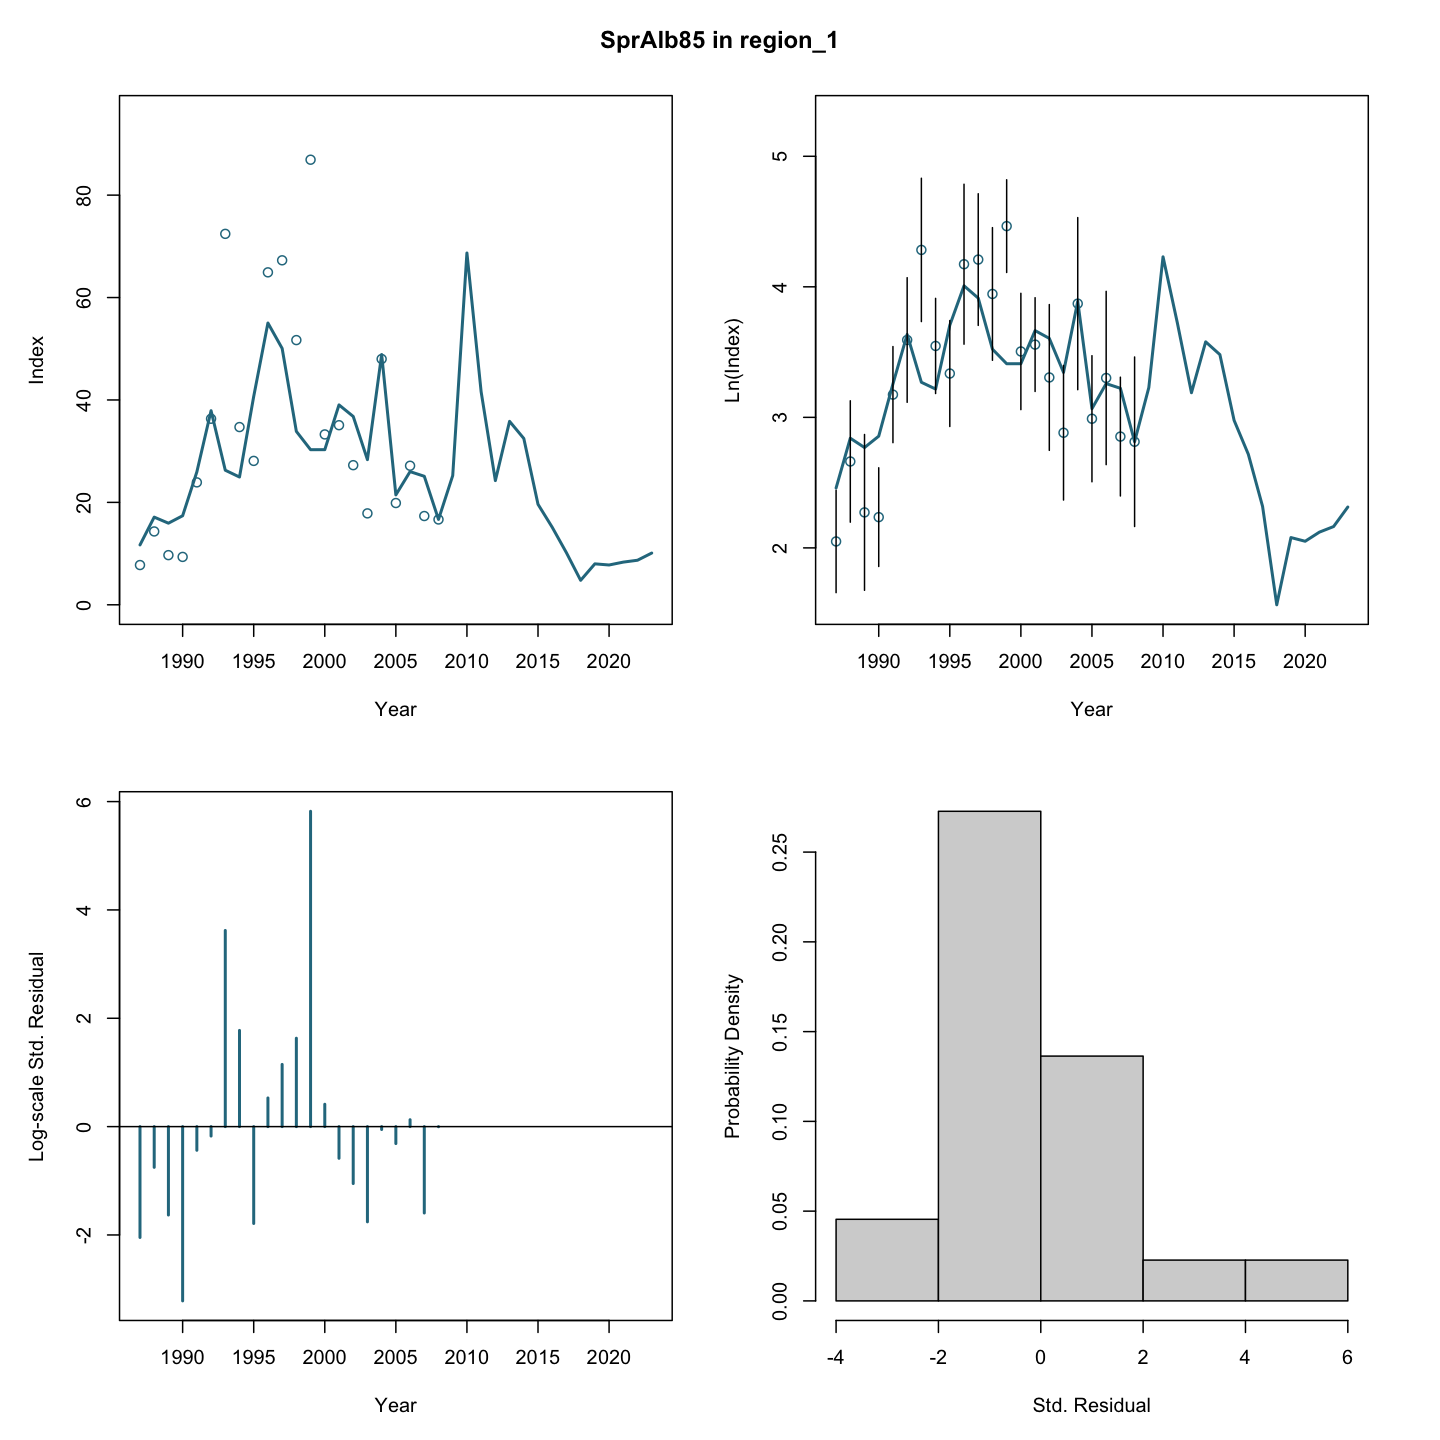 SprAlb85 in region_1
Index
0
20
40
60
80
1990 1995 2000 2005 2010 2015 2020
Year
Ln(Index)
2
3
4
5
1990 1995 2000 2005 2010 2015 2020
Year
Log-scale Std. Residual
-2
0
2
4
6
1990 1995 2000 2005 2010 2015 2020
Year
Probability Density
0.00
0.05
0.10
0.15
0.20
0.25
-4 -2 0 2 4 6
Std. Residual